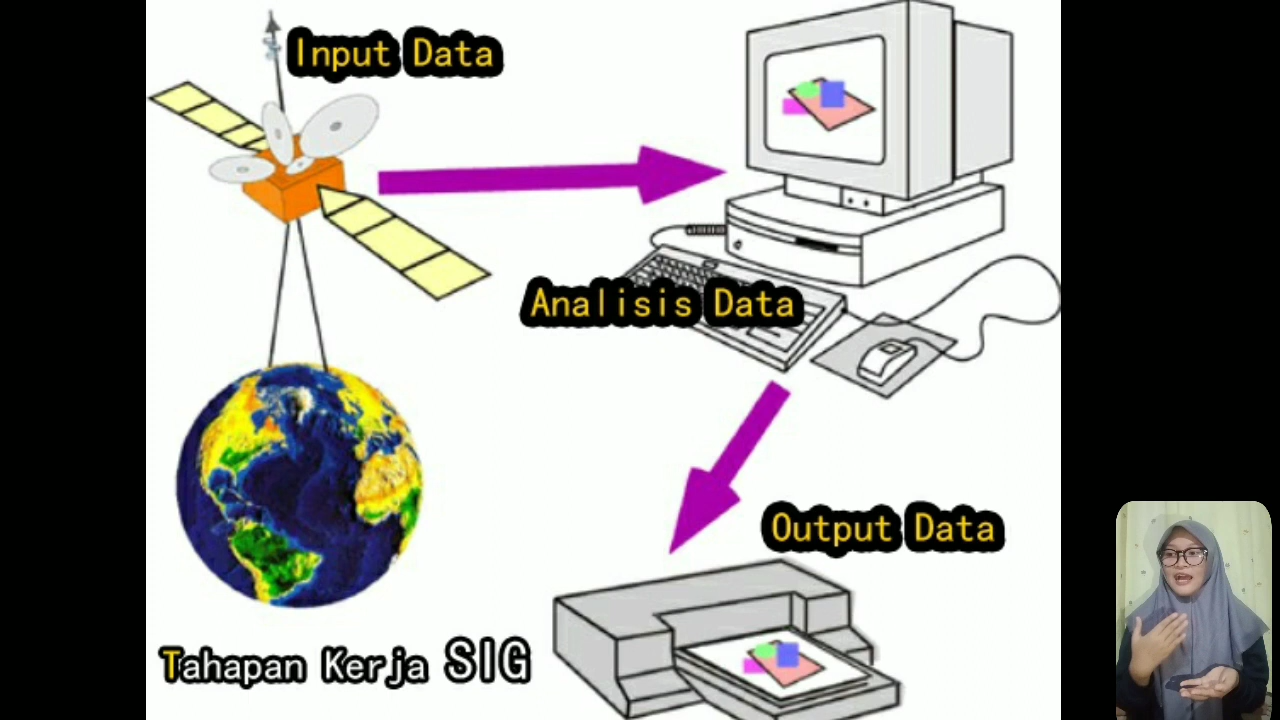 Input Data
Analisis Data
Output Data
Tahapan Kerja SIG